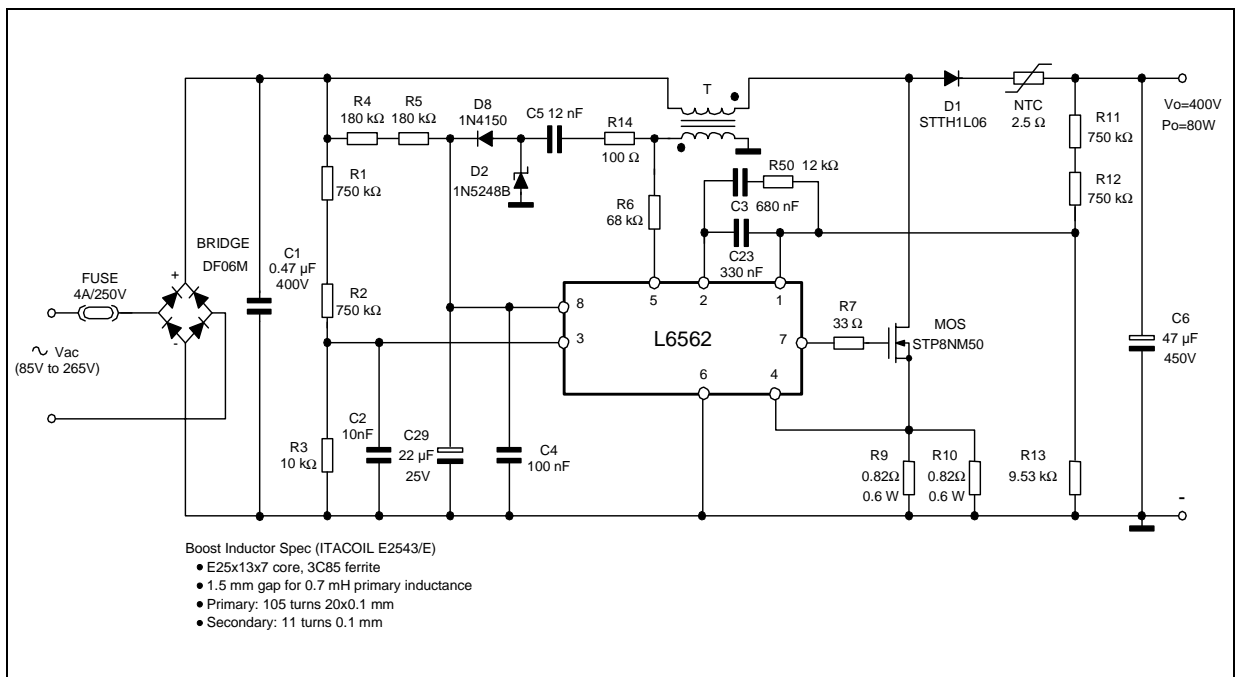 T
D1
STTH1L06
NTC
2.5 Ω
Vo=400V
Po=80W
R4
180 kΩ
R5
180 kΩ
D8
1N4150
C5 12 nF
R14
100 Ω
R11
750 kΩ
D2
1N5248B
R1
750 kΩ
R6
68 kΩ
R50 12 kΩ
C3 680 nF
R12
750 kΩ
C23
330 nF
BRIDGE
DF06M
+
-
FUSE
4A/250V
C1
0.47 µF
400V
R2
750 kΩ
Vac
(85V to 265V)
8
3
5
2
1
7
6
4
L6562
R7
33 Ω
MOS
STP8NM50
C6
47 µF
450V
R3
10 kΩ
C2
10nF
C29
22 µF
25V
C4
100 nF
R9
0.82Ω
0.6 W
R10
0.82Ω
0.6 W
R13
9.53 kΩ
-
Boost Inductor Spec (ITACOIL E2543/E)
● E25x13x7 core, 3C85 ferrite
● 1.5 mm gap for 0.7 mH primary inductance
● Primary: 105 turns 20x0.1 mm
● Secondary: 11 turns 0.1 mm